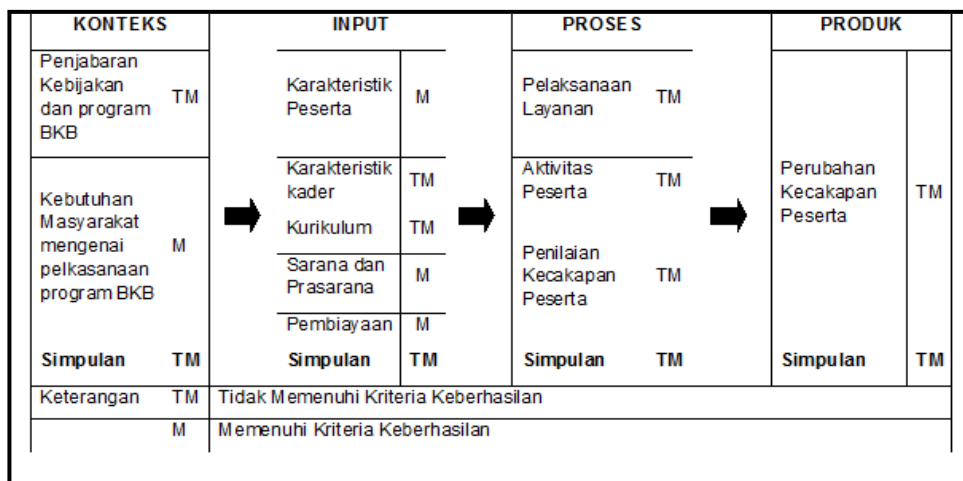 KONTEKS INPUT PROSES PRODUK
Penjabaran
Kebijakan
dan program
BKB
TM
Karakteristik
Peserta
M
Pelaksanaan
Layanan
TM
Kebutuhan
Masyarakat
mengenai
pelkasanaan
program BKB
M
Karakteristik
kader
TM
Kurikulum TM
Sarana dan
Prasarana
M
Pembiayaan M
Aktivitas
Peserta
TM
Penilaian
Kecakapan
Peserta
TM
Perubahan
Kecakapan
Peserta
TM
Simpulan TM Simpulan TM Simpulan TM Simpulan TM
Keterangan TM Tidak Memenuhi Kriteria Keberhasilan
M Memenuhi Kriteria Keberhasilan